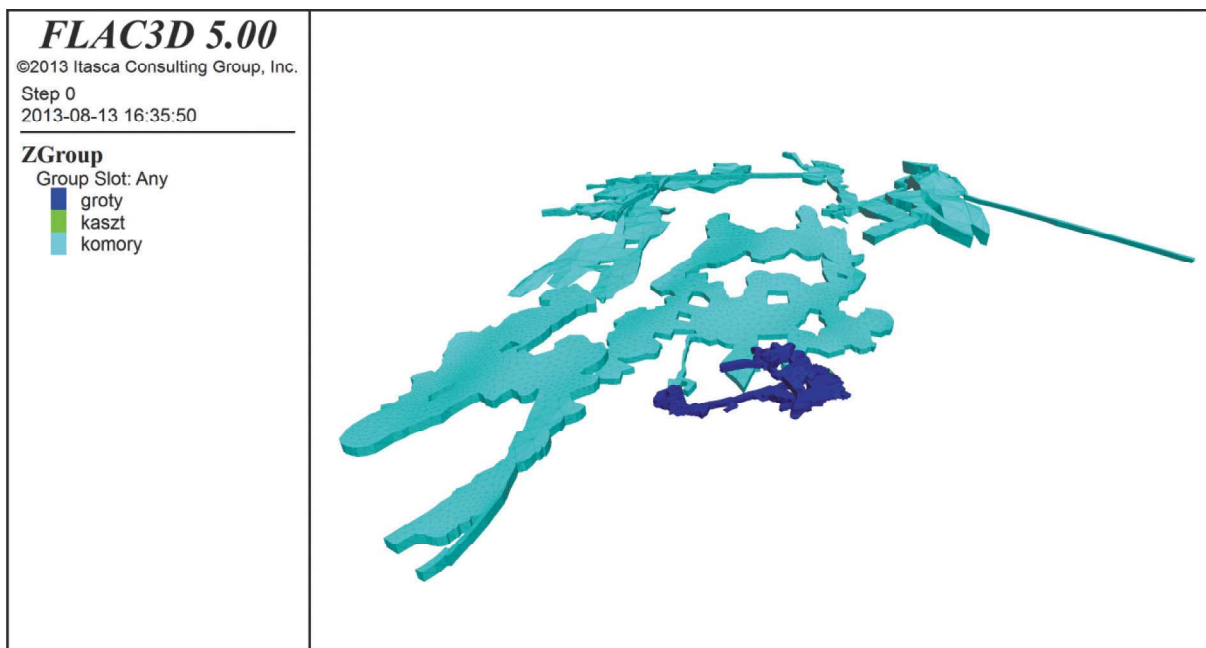 FLAC3D 5.00
©2013 Itasca Consulting Group, Inc.
Step 0
2013-08-13 16:35:50
ZGroup
Group Slot: Any
groty
kaszt
komory